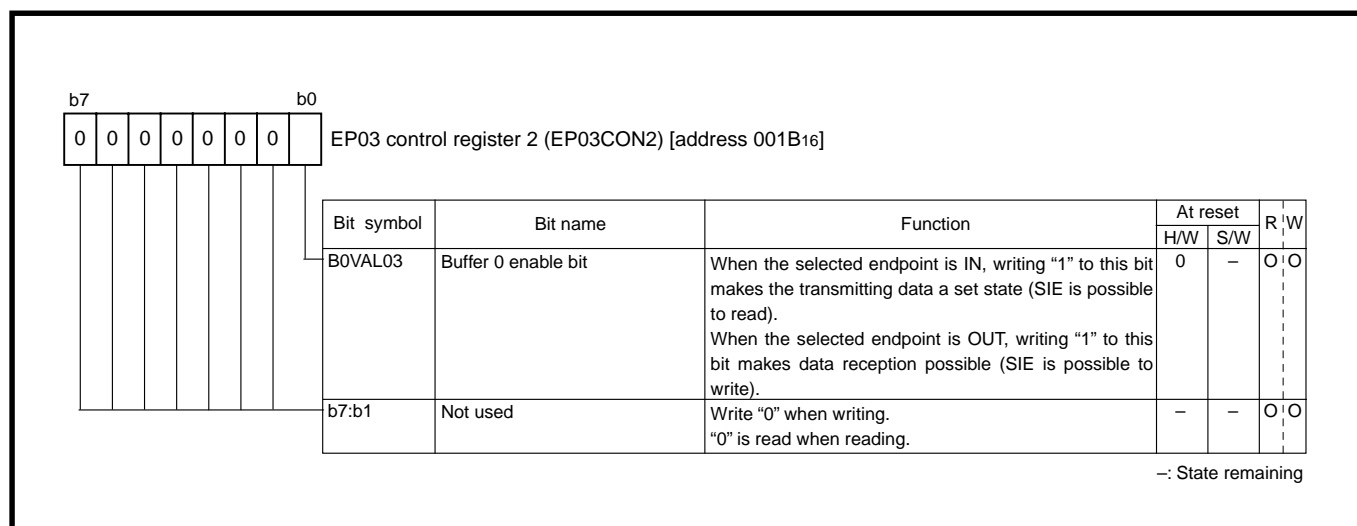 b7 b0
0 0 0 0 0 0 0 EP03 control register 2 (EP03CON2) [address 001B16]
Bit symbol Bit name Function At reset R W
H/W S/W
B0VAL03 Buffer 0 enable bit When the selected endpoint is IN, writing “1” to this bit 0 – O O
makes the transmitting data a set state (SIE is possible
to read).
When the selected endpoint is OUT, writing “1” to this
bit makes data reception possible (SIE is possible to
write).
b7:b1 Not used Write “0” when writing. – – O O
“0” is read when reading.
–: State remaining